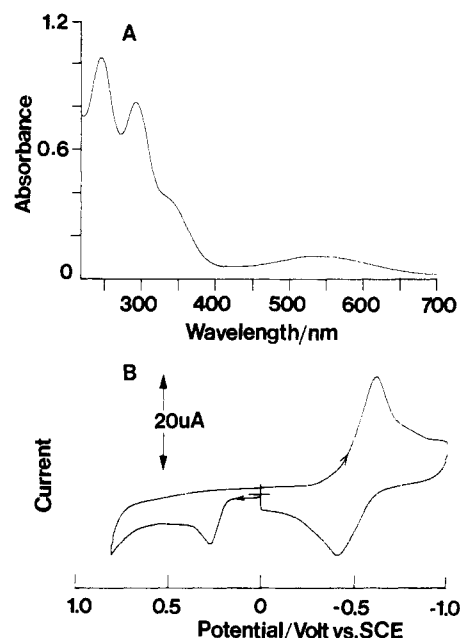 A
1.2
0.6
0
Absorbance
300 400 500 600 700
Wavelength/nm
B
20uA
Current
1.0 0.5 0 -0.5 -1.0
Potential/Volt vs.SCE